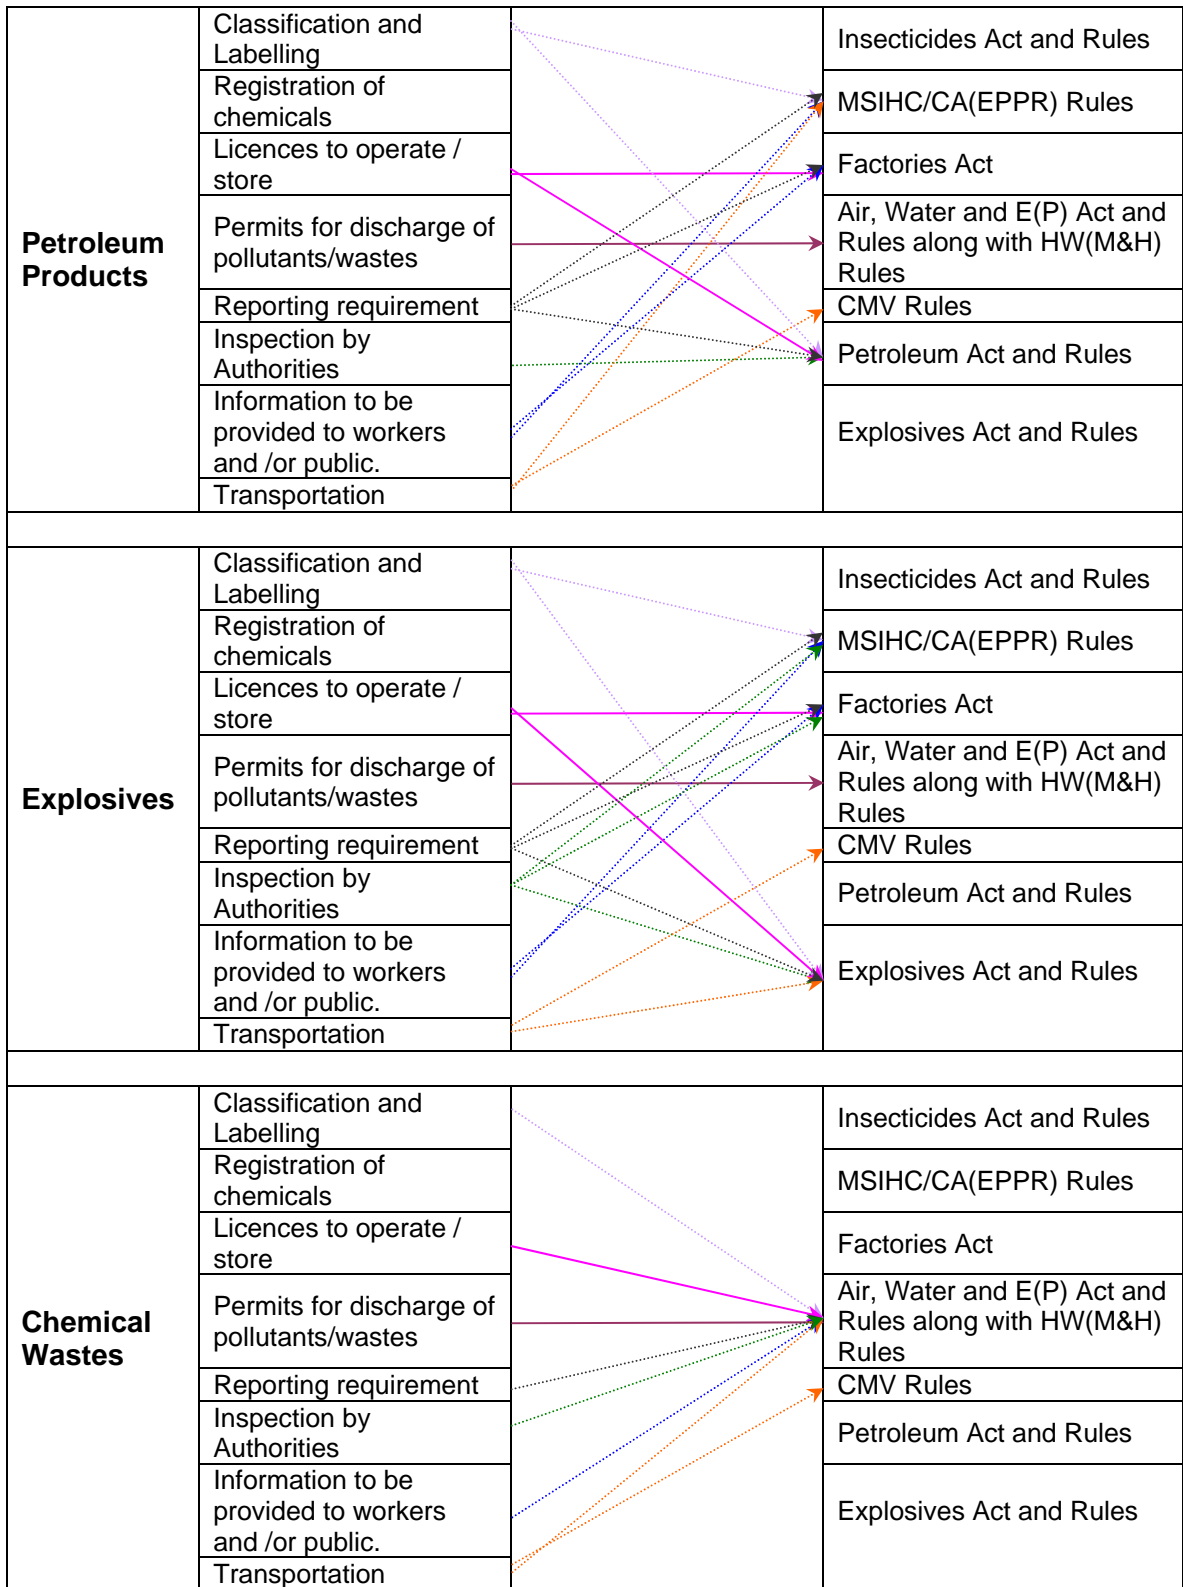 Petroleum
Products
Classification and
Labelling
Registration of
chemicals
Licences to operate /
store
Permits for discharge of
pollutants/wastes
Reporting requirement
Inspection by
Authorities
Information to be
provided to workers
and /or public.
Transportation
Insecticides Act and Rules
MSIHC/CA(EPPR) Rules
Factories Act
Air, Water and E(P) Act and
Rules along with HW(M&H)
Rules
CMV Rules
Petroleum Act and Rules
Explosives Act and Rules
Explosives
Classification and
Labelling
Registration of
chemicals
Licences to operate /
store
Permits for discharge of
pollutants/wastes
Reporting requirement
Inspection by
Authorities
Information to be
provided to workers
and /or public.
Transportation
Insecticides Act and Rules
MSIHC/CA(EPPR) Rules
Factories Act
Air, Water and E(P) Act and
Rules along with HW(M&H)
Rules
CMV Rules
Petroleum Act and Rules
Explosives Act and Rules
Chemical
Wastes
Classification and
Labelling
Registration of
chemicals
Licences to operate /
store
Permits for discharge of
pollutants/wastes
Reporting requirement
Inspection by
Authorities
Information to be
provided to workers
and /or public.
Transportation
Insecticides Act and Rules
MSIHC/CA(EPPR) Rules
Factories Act
Air, Water and E(P) Act and
Rules along with HW(M&H)
Rules
CMV Rules
Petroleum Act and Rules
Explosives Act and Rules